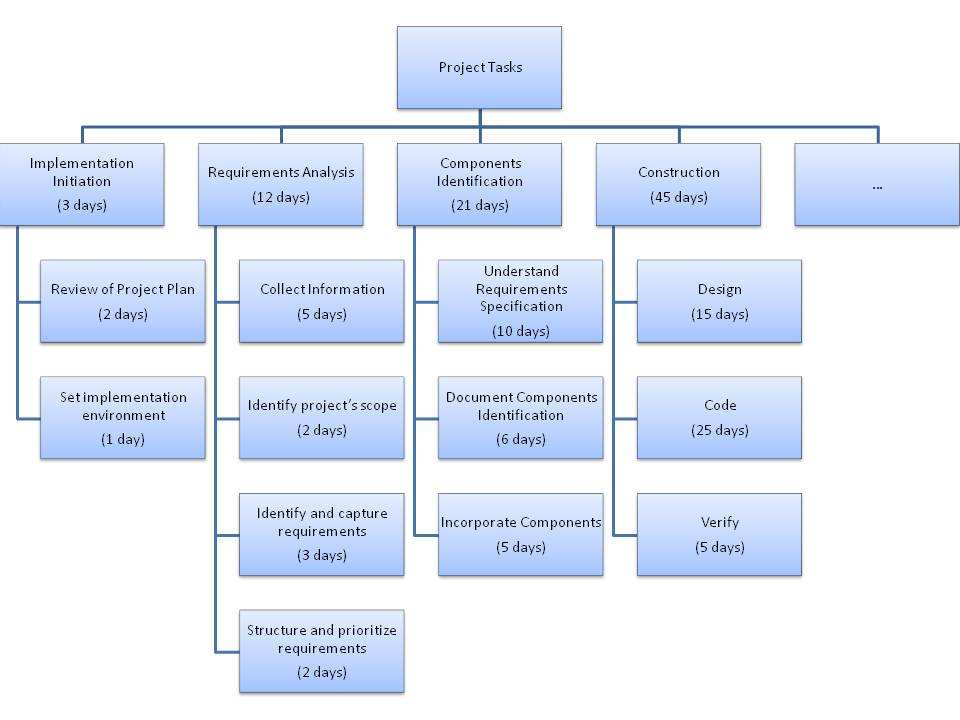 Project Tasks
Implementation
Initiation
(3 days)
Requirements Analysis
(12 days)
Components
Identification
(21 days)
Construction
(45 days)
...
Review of Project Plan
(2 days)
Set implementation
environment
(1 day)
Collect Information
(5 days)
Identify project's scope
(2 days)
Identify and capture
requirements
(3 days)
Structure and prioritize
requirements
(2 days)
Understand
Requirements
Specification
(10 days)
Document Components
Identification
(6 days)
Incorporate Components
(5 days)
Design
(15 days)
Code
(25 days)
Verify
(5 days)